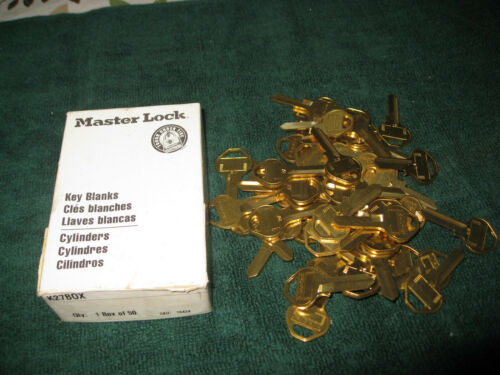 Master Lock
Key Blanks
Clés blanches
Llaves blancas
Cylinders
Cylindres
Cilindros
K27BOX
Qty: 1 Box of 50